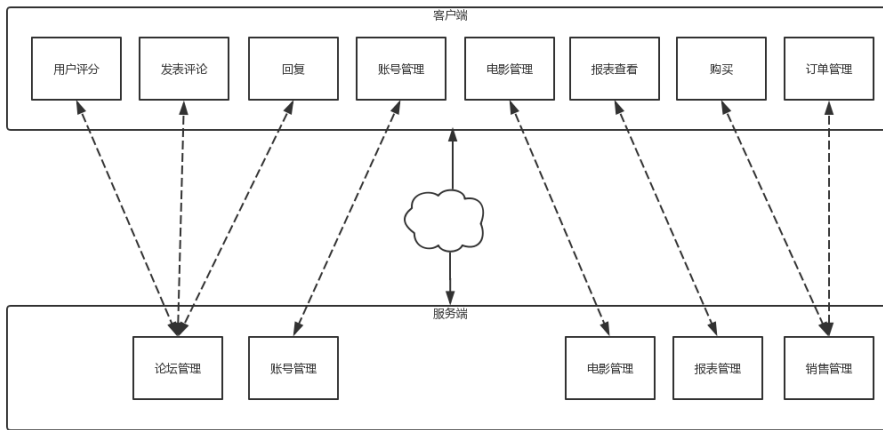 客户端
用户评分
发表评论
回复
账号管理
电影管理
报表查看
购买
订单管理
服务端
论坛管理
账号管理
电影管理
报表管理
销售管理